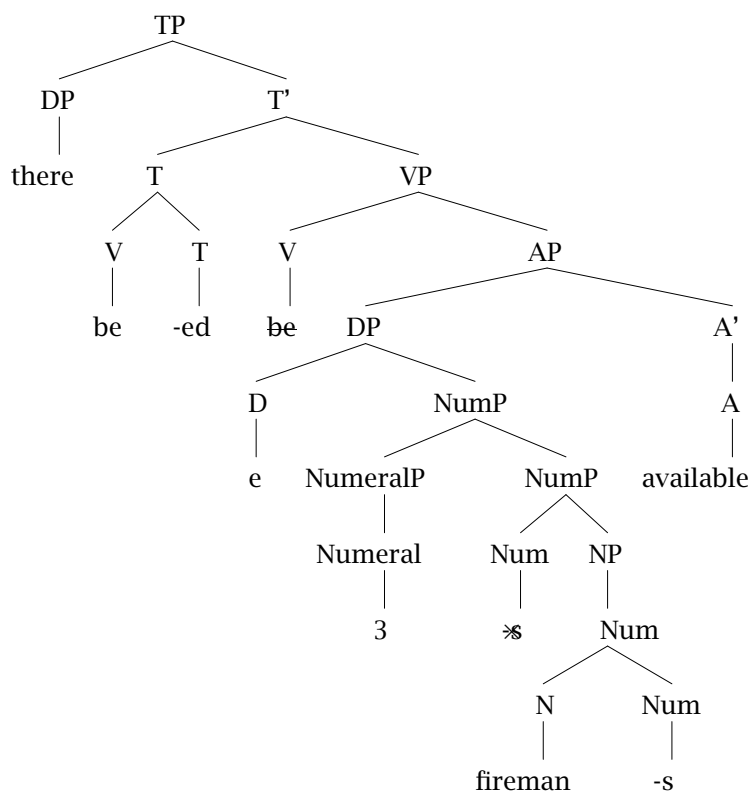 TP
DP T’
there T VP
V T V AP
be -ed be DP A’
D NumP A
e NumeralP NumP available
Numeral Num NP
3 -s Num
N Num
fireman -s